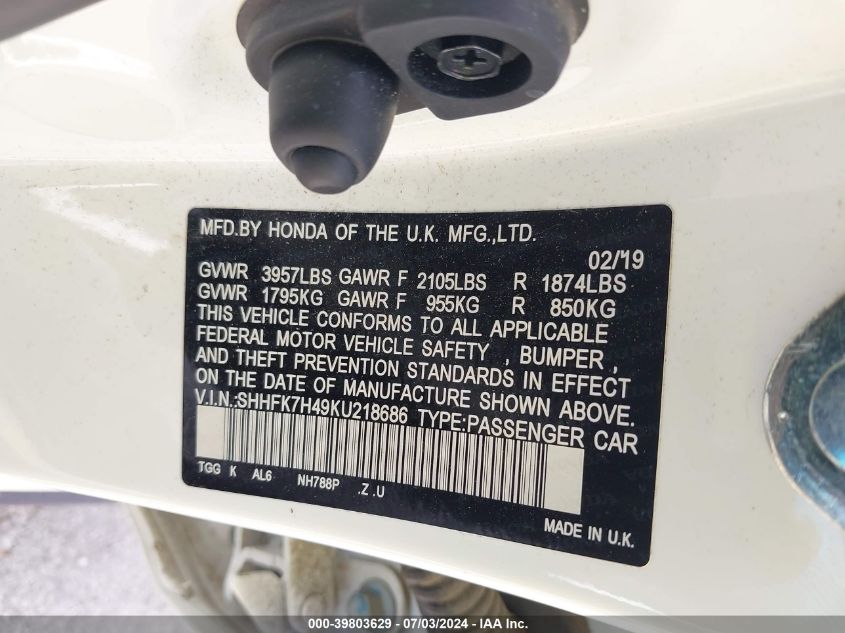 MFD.BY HONDA OF THE U.K. MFG.,LTD.
02/19
GVWR 3957LBS GAWR F 2105LBS R 1874LBS
GVWR 1795KG GAWR F 955KG R 850KG
THIS VEHICLE CONFORMS TO ALL APPLICABLE
FEDERAL MOTOR VEHICLE SAFETY , BUMPER ,
AND THEFT PREVENTION STANDARDS IN EFFECT
ON THE DATE OF MANUFACTURE SHOWN ABOVE.
V.I.N.:SHHFK7H49KU218686 TYPE:PASSENGER CAR
TGG K AL6 NH788P .Z .U
MADE IN U.K.
000-39803629 - 07/03/2024 - IAA Inc.